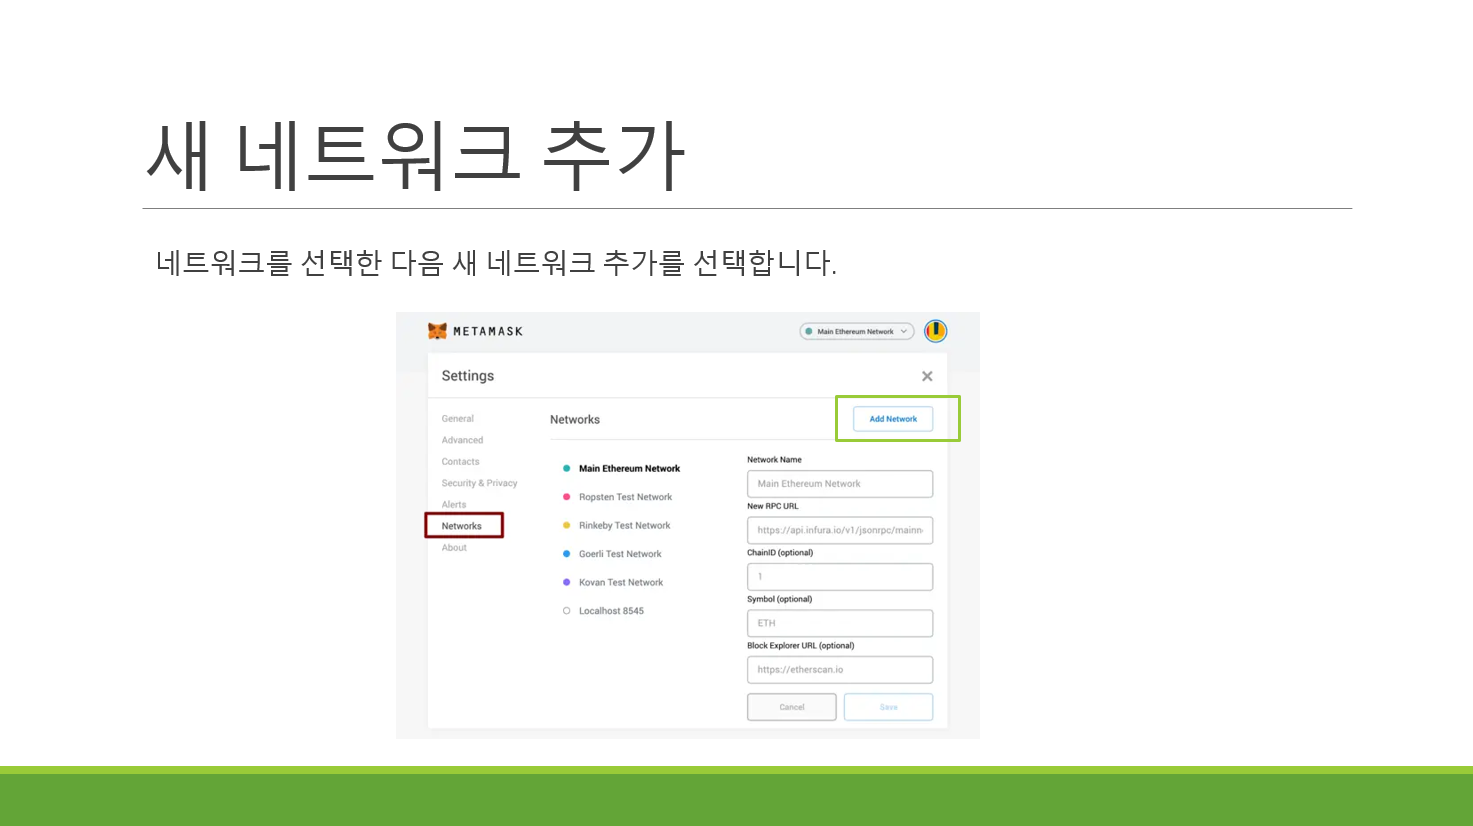 새 네트워크 추가
네트워크를 선택한 다음 새 네트워크 추가를 선택합니다.
METAMASK
Main Ethereum Network
Settings
General
Advanced
Contacts
Security & Privacy
Alerts
Networks
About
Networks
Add Network
Main Ethereum Network
Ropsten Test Network
Rinkeby Test Network
Goerli Test Network
Kovan Test Network
Localhost 8545
Network Name
Main Ethereum Network
New RPC URL
https://api.infura.io/v1/jsonrpc/mainn
ChainID (optional)
1
Symbol (optional)
ETH
Block Explorer URL (optional)
https://etherscan.io
Cancel
Save